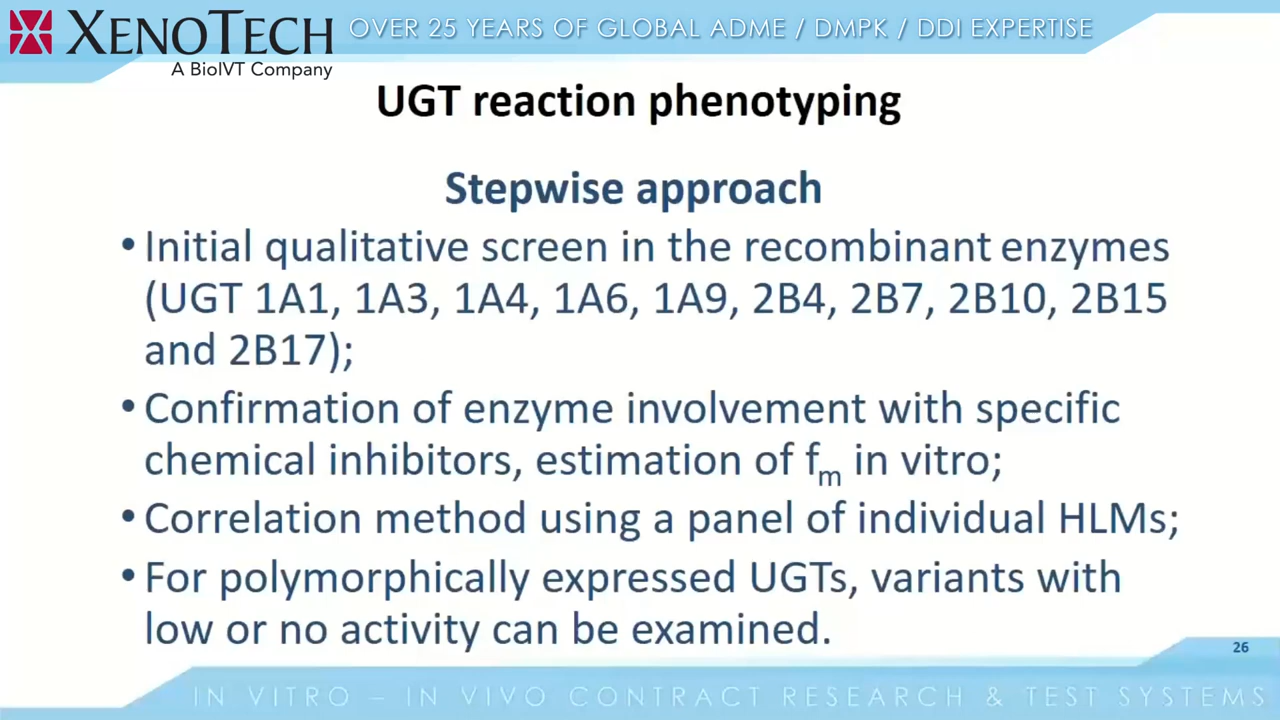 XENOTECH OVER 25 YEARS OF GLOBAL ADME / DMPK / DDI EXPERTISE
A BioIVT Company
UGT reaction phenotyping
Stepwise approach
• Initial qualitative screen in the recombinant enzymes
(UGT 1A1, 1A3, 1A4, 1A6, 1A9, 2B4, 2B7, 2B10, 2B15
and 2B17);
• Confirmation of enzyme involvement with specific
chemical inhibitors, estimation of fm in vitro;
• Correlation method using a panel of individual HLMs;
• For polymorphically expressed UGTs, variants with
low or no activity can be examined.
26
IN VITRO – IN VIVO CONTRACT RESEARCH & TEST SYSTEMS